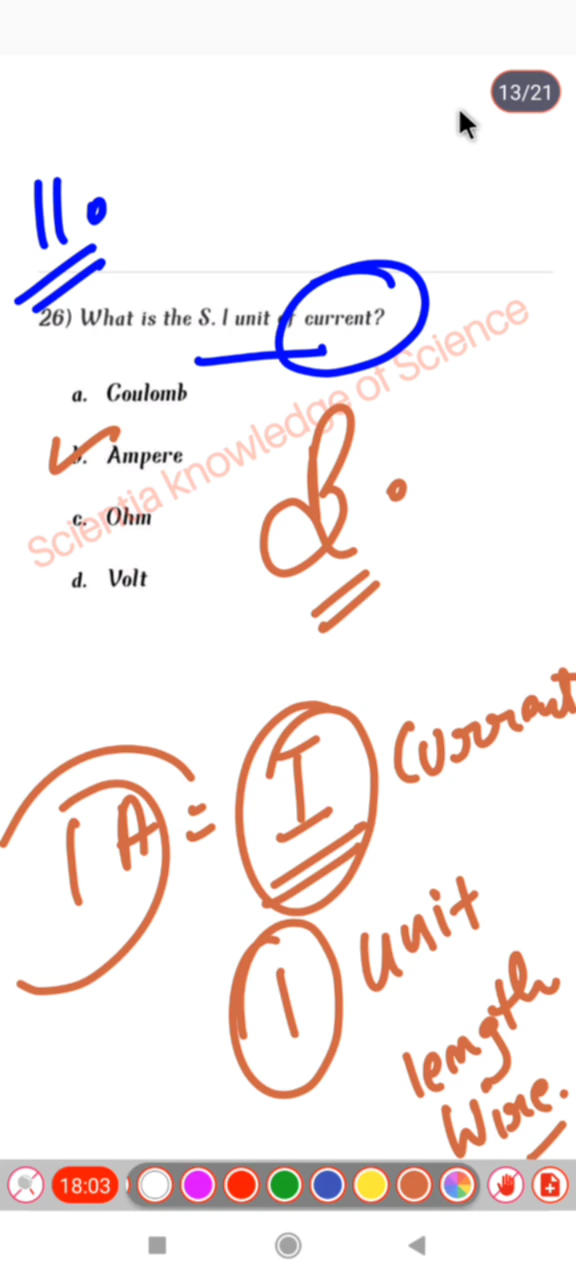 13/21
11.
26) What is the S. I unit of current?
a. Coulomb
b. Ampere
c. Ohm
d. Volt
Scientia knowledge of Science
1A = I Currant
1 unit
length
Wire.
18:03